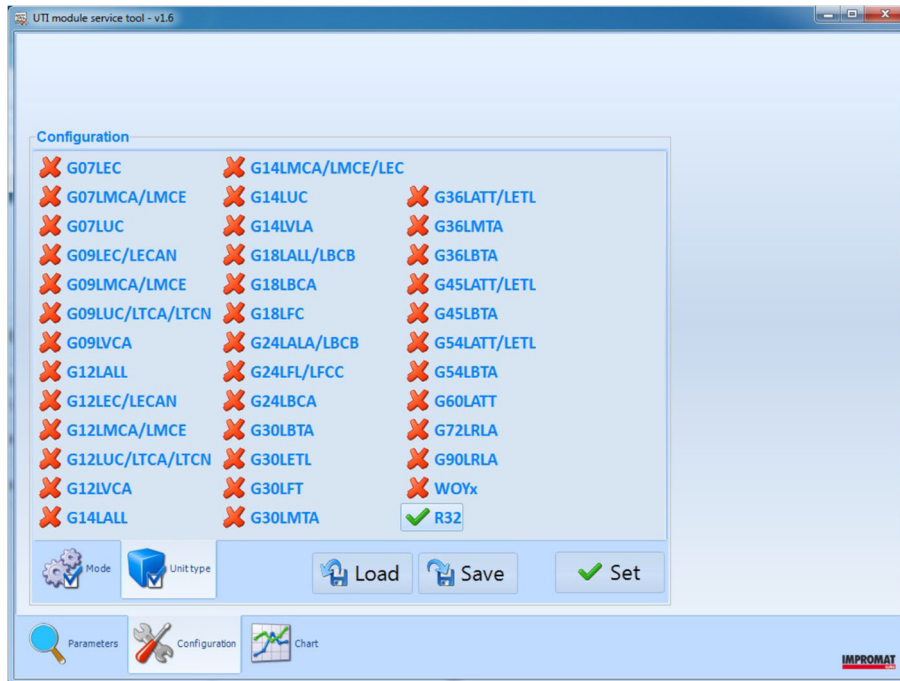 UTI module service tool - v1.6
Configuration
G07LEC
G07LMCA/LMCE
G07LUC
G09LEC/LECAN
G09LMCA/LMCE
G09LUC/LTCA/LTCN
G09LVCA
G12LALL
G12LEC/LECAN
G12LMCA/LMCE
G12LUC/LTCA/LTCN
G12LVCA
G14LALL
G14LMCA/LMCE/LEC
G14LUC
G14LVLA
G18LALL/LBCB
G18LBCA
G18LFC
G24LALA/LBCB
G24LFL/LFCC
G24LBCA
G30LBTA
G30LETL
G30LFT
G30LMTA
G36LATT/LETL
G36LMTA
G36LBTA
G45LATT/LETL
G45LBTA
G54LATT/LETL
G54LBTA
G60LATT
G72LRLA
G90LRLA
WOYx
R32
Mode
Unit type
Load
Save
Set
Parameters
Configuration
Chart
IMPROMAT